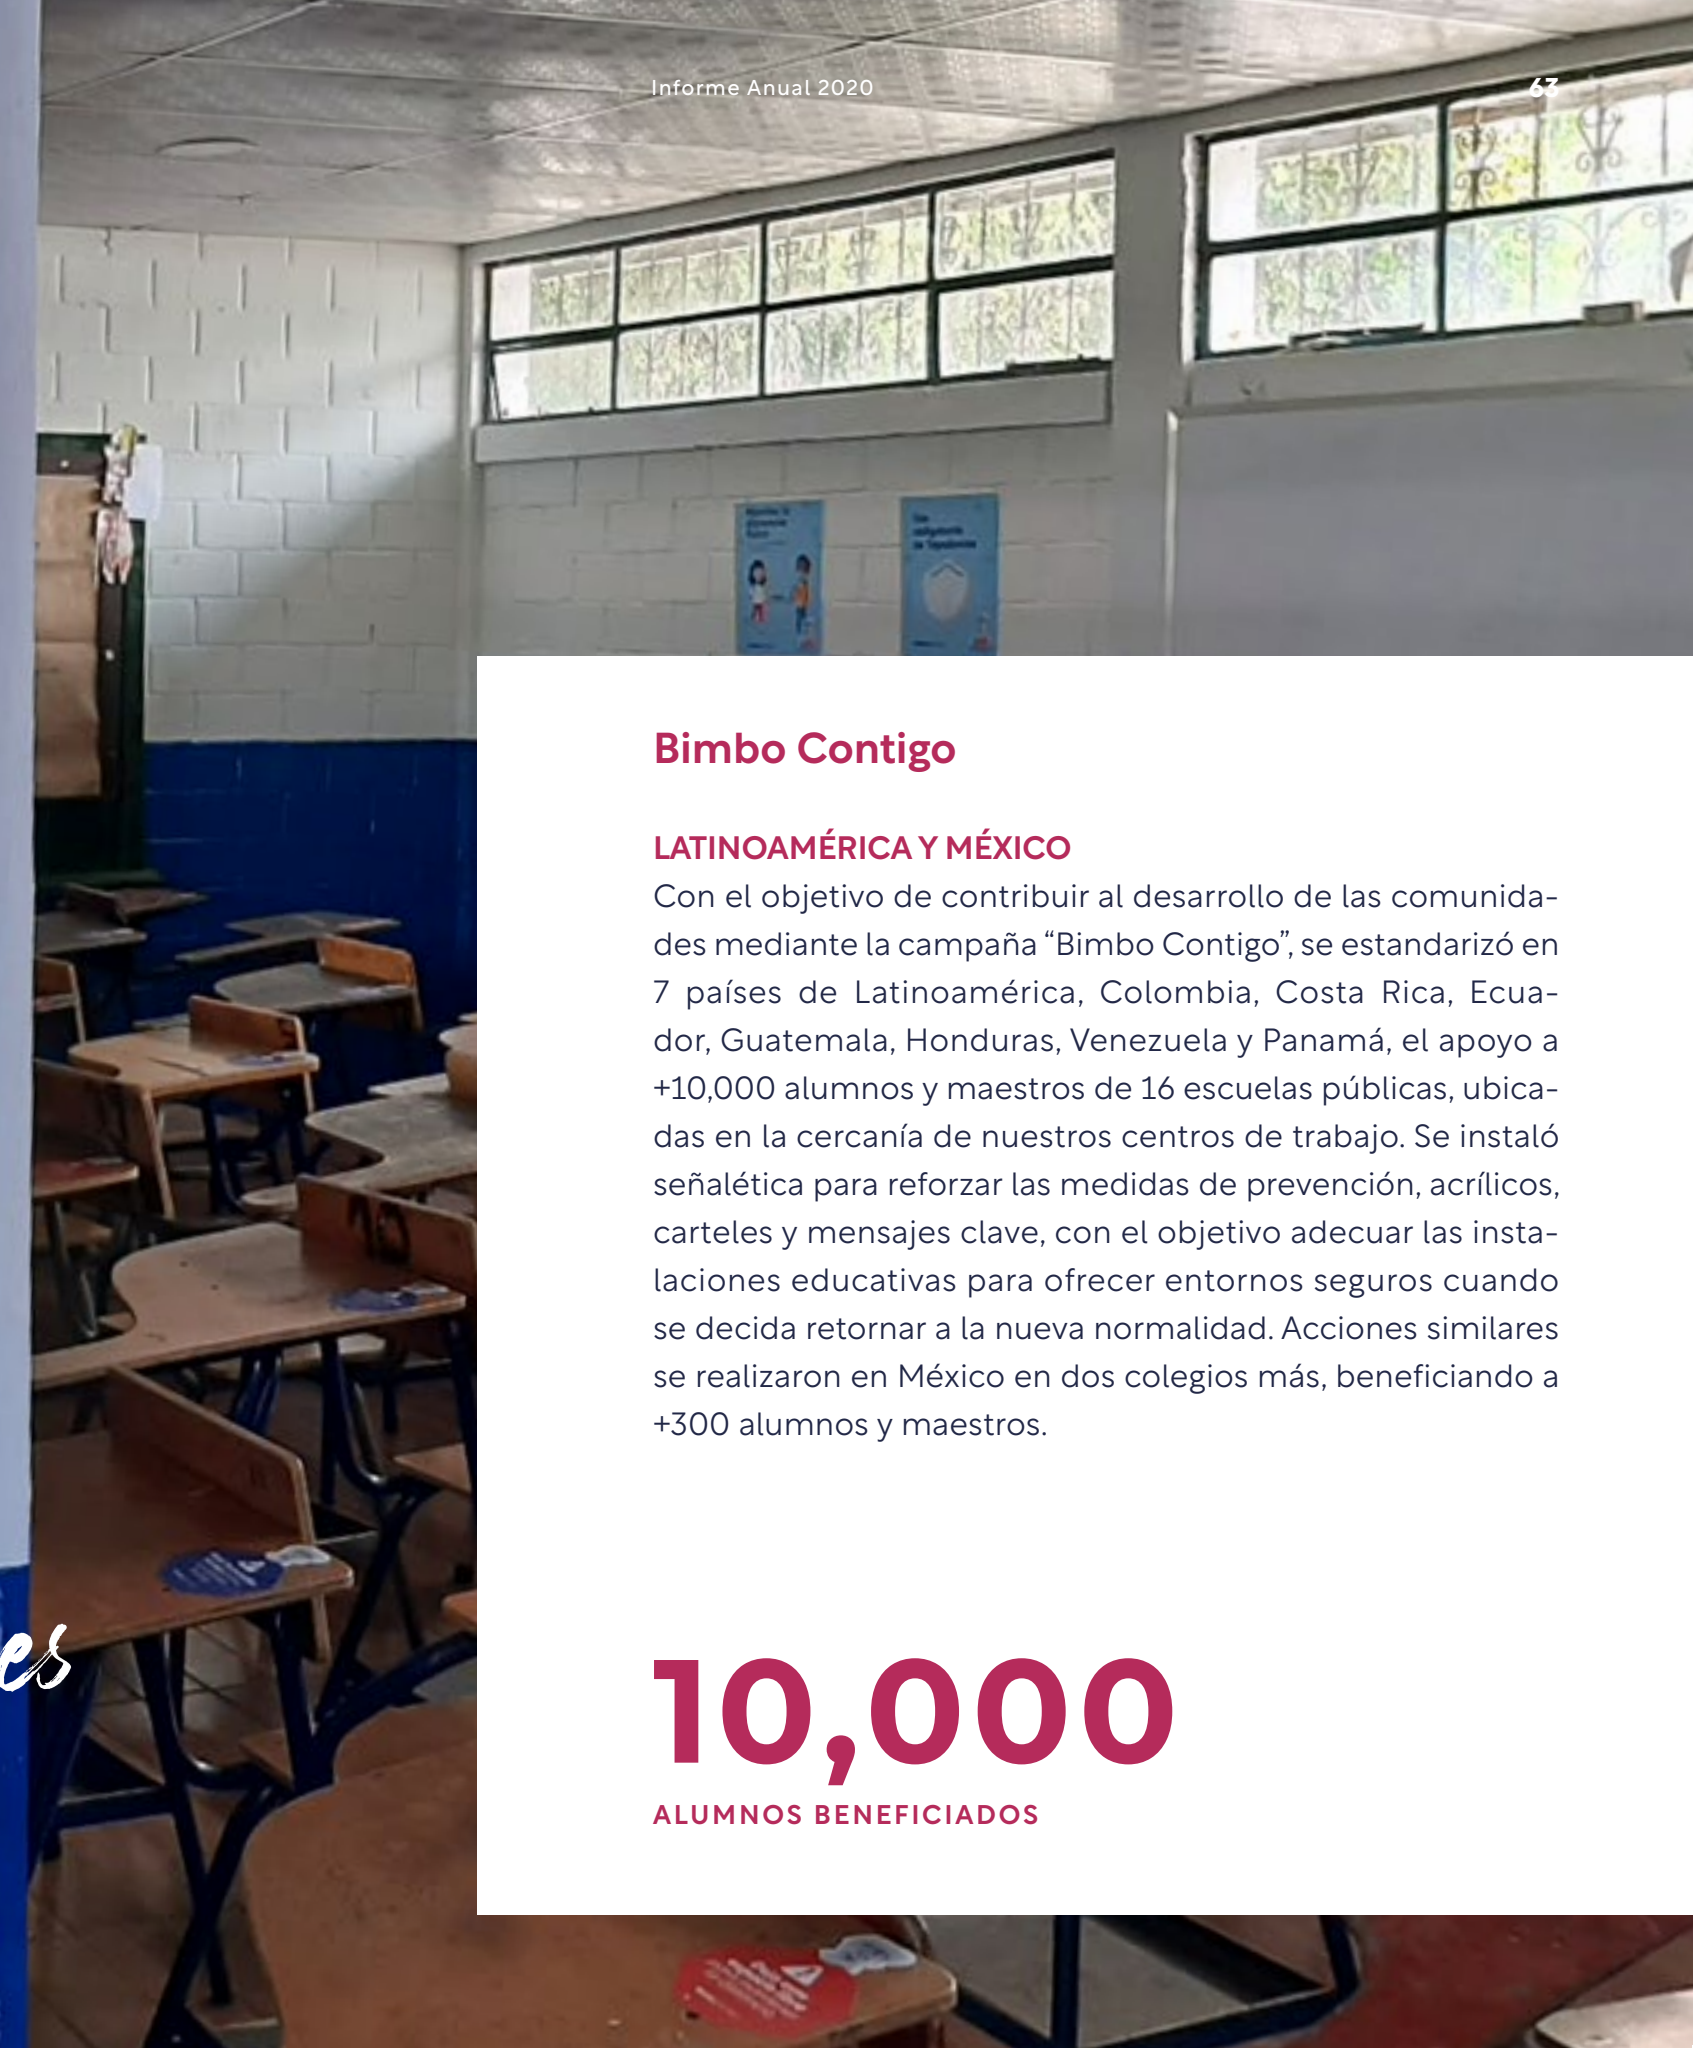 Informe Anual 2020
63
Bimbo Contigo
LATINOAMÉRICA Y MÉXICO
Con el objetivo de contribuir al desarrollo de las comunida-
des mediante la campaña “Bimbo Contigo”, se estandarizó en
7 países de Latinoamérica, Colombia, Costa Rica, Ecua-
dor, Guatemala, Honduras, Venezuela y Panamá, el apoyo a
+10,000 alumnos y maestros de 16 escuelas públicas, ubica-
das en la cercanía de nuestros centros de trabajo. Se instaló
señalética para reforzar las medidas de prevención, acrílicos,
carteles y mensajes clave, con el objetivo adecuar las insta-
laciones educativas para ofrecer entornos seguros cuando
se decida retornar a la nueva normalidad. Acciones similares
se realizaron en México en dos colegios más, beneficiando a
+300 alumnos y maestros.
es
10,000
ALUMNOS BENEFICIADOS